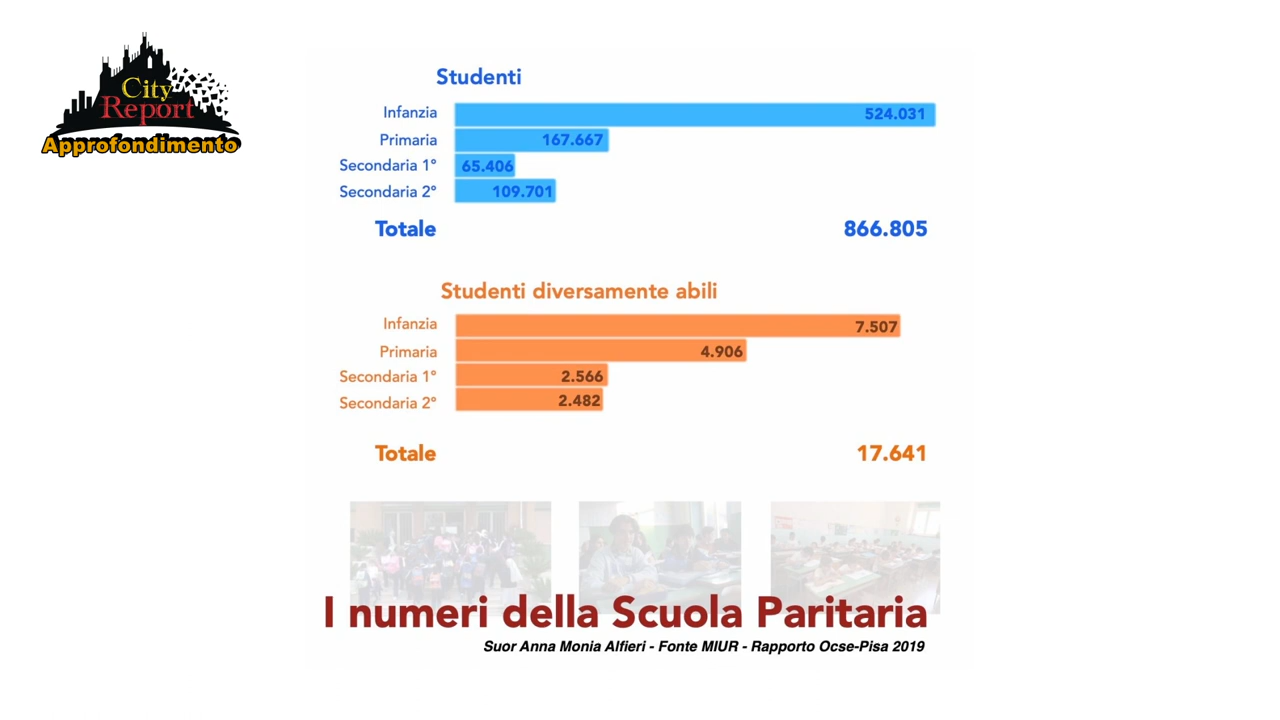 City
Report
Approfondimento
Studenti
Infanzia 524.031
Primaria 167.667
Secondaria 1° 65.406
Secondaria 2° 109.701
Totale 866.805
Studenti diversamente abili
Infanzia 7.507
Primaria 4.906
Secondaria 1° 2.566
Secondaria 2° 2.482
Totale 17.641
I numeri della Scuola Paritaria
Suor Anna Monia Alfieri - Fonte MIUR - Rapporto Ocse-Pisa 2019